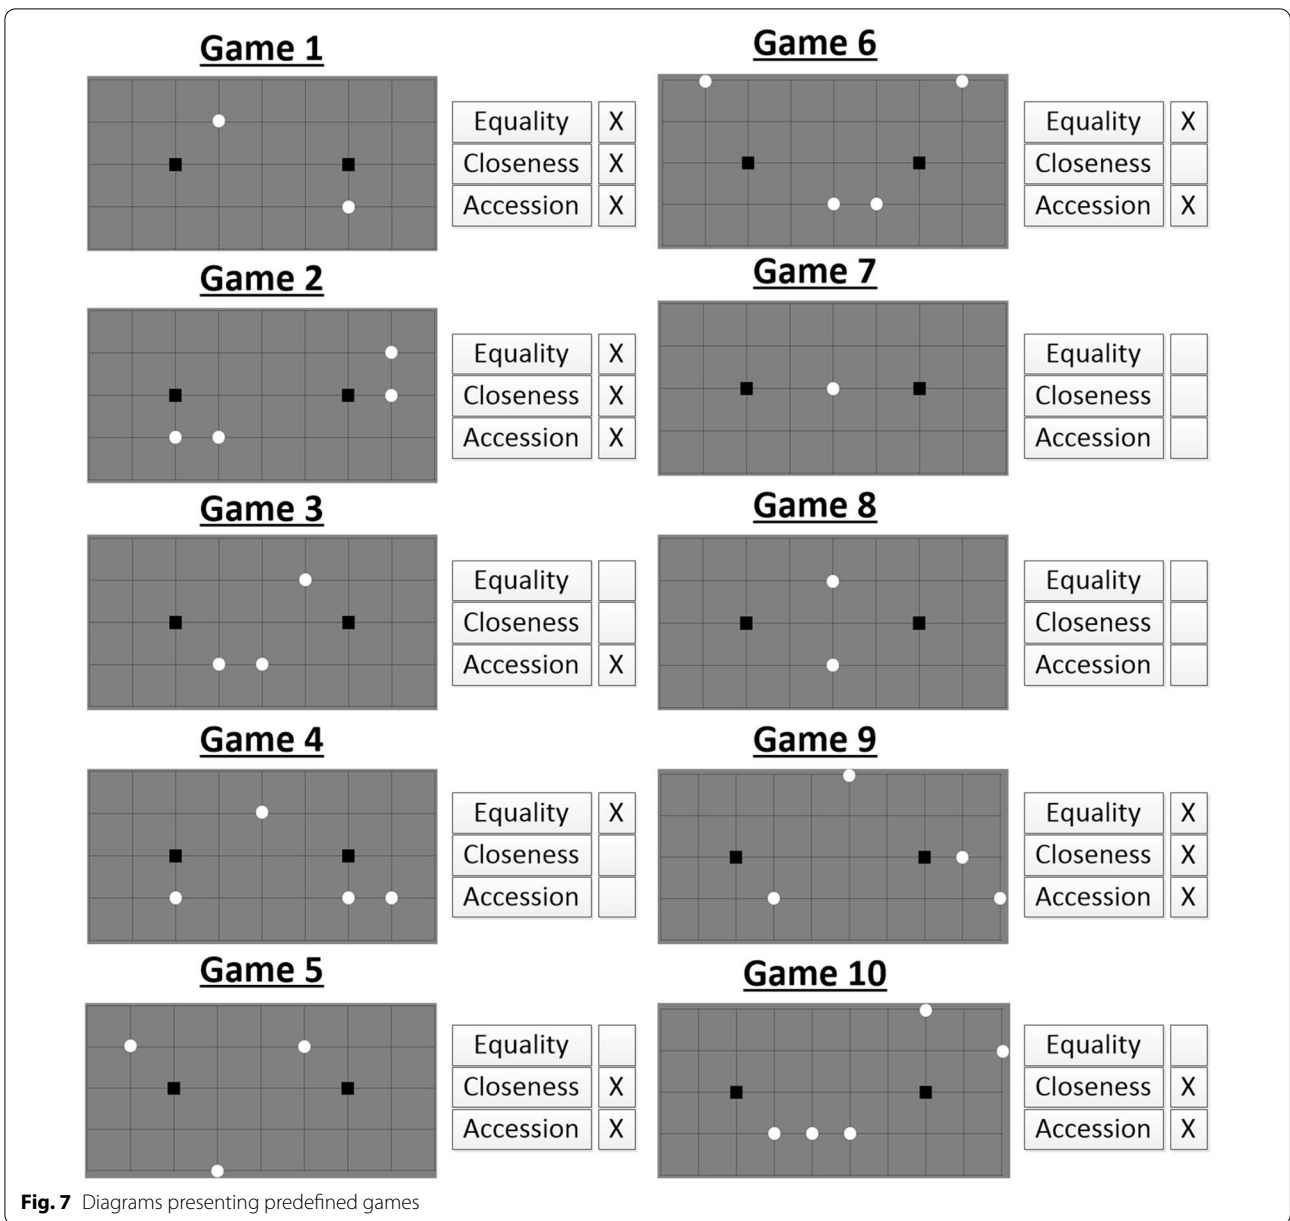 Game 1
Equality X
Closeness X
Accession X
Game 2
Equality X
Closeness X
Accession X
Game 3
Equality
Closeness
Accession X
Game 4
Equality X
Closeness
Accession
Game 5
Equality
Closeness X
Accession X
Game 6
Equality X
Closeness
Accession X
Game 7
Equality
Closeness
Accession
Game 8
Equality
Closeness
Accession
Game 9
Equality X
Closeness X
Accession X
Game 10
Equality
Closeness X
Accession X
Fig. 7 Diagrams presenting predefined games